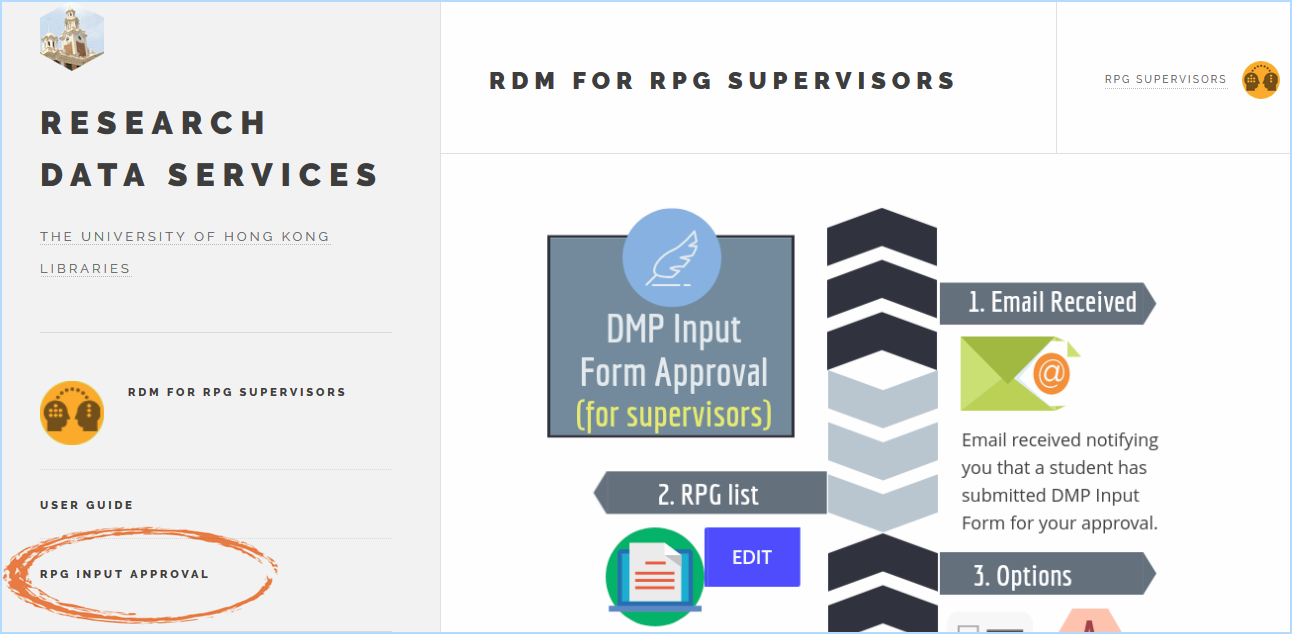 RESEARCH
DATA SERVICES
THE UNIVERSITY OF HONG KONG
LIBRARIES
RDM FOR RPG SUPERVISORS
USER GUIDE
RPG INPUT APPROVAL
RDM FOR RPG SUPERVISORS
RPG SUPERVISORS
DMP Input
Form Approval
(for supervisors)
1. Email Received
@
Email received notifying
you that a student has
submitted DMP Input
Form for your approval.
2. RPG list
EDIT
3. Options